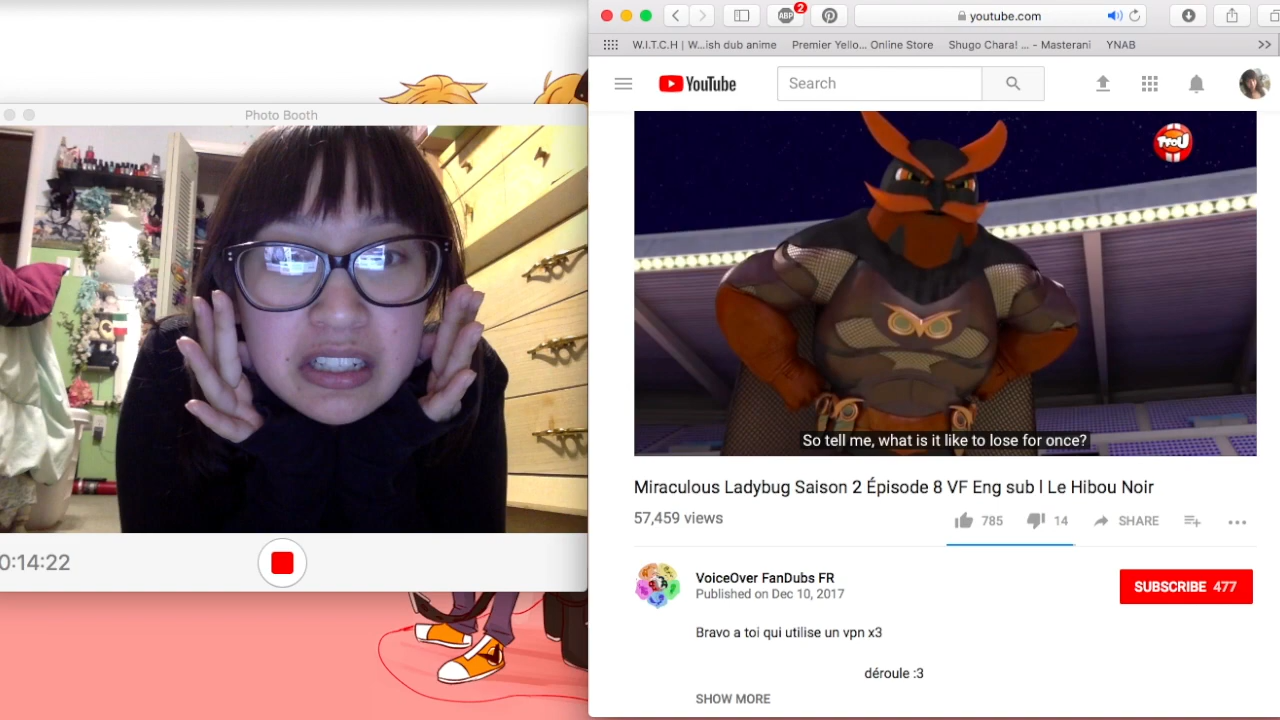 W.I.T.C.H | W...ish dub anime
Premier Yello... Online Store
Shugo Chara! ... - Masterani
YNAB
>>
ABP
2
youtube.com
YouTube
Search
Photo Booth
TFOU
So tell me, what is it like to lose for once?
Miraculous Ladybug Saison 2 Épisode 8 VF Eng sub l Le Hibou Noir
57,459 views
785
14
SHARE
0:14:22
VoiceOver FanDubs FR
Published on Dec 10, 2017
SUBSCRIBE 477
Bravo a toi qui utilise un vpn x3
déroule :3
SHOW MORE